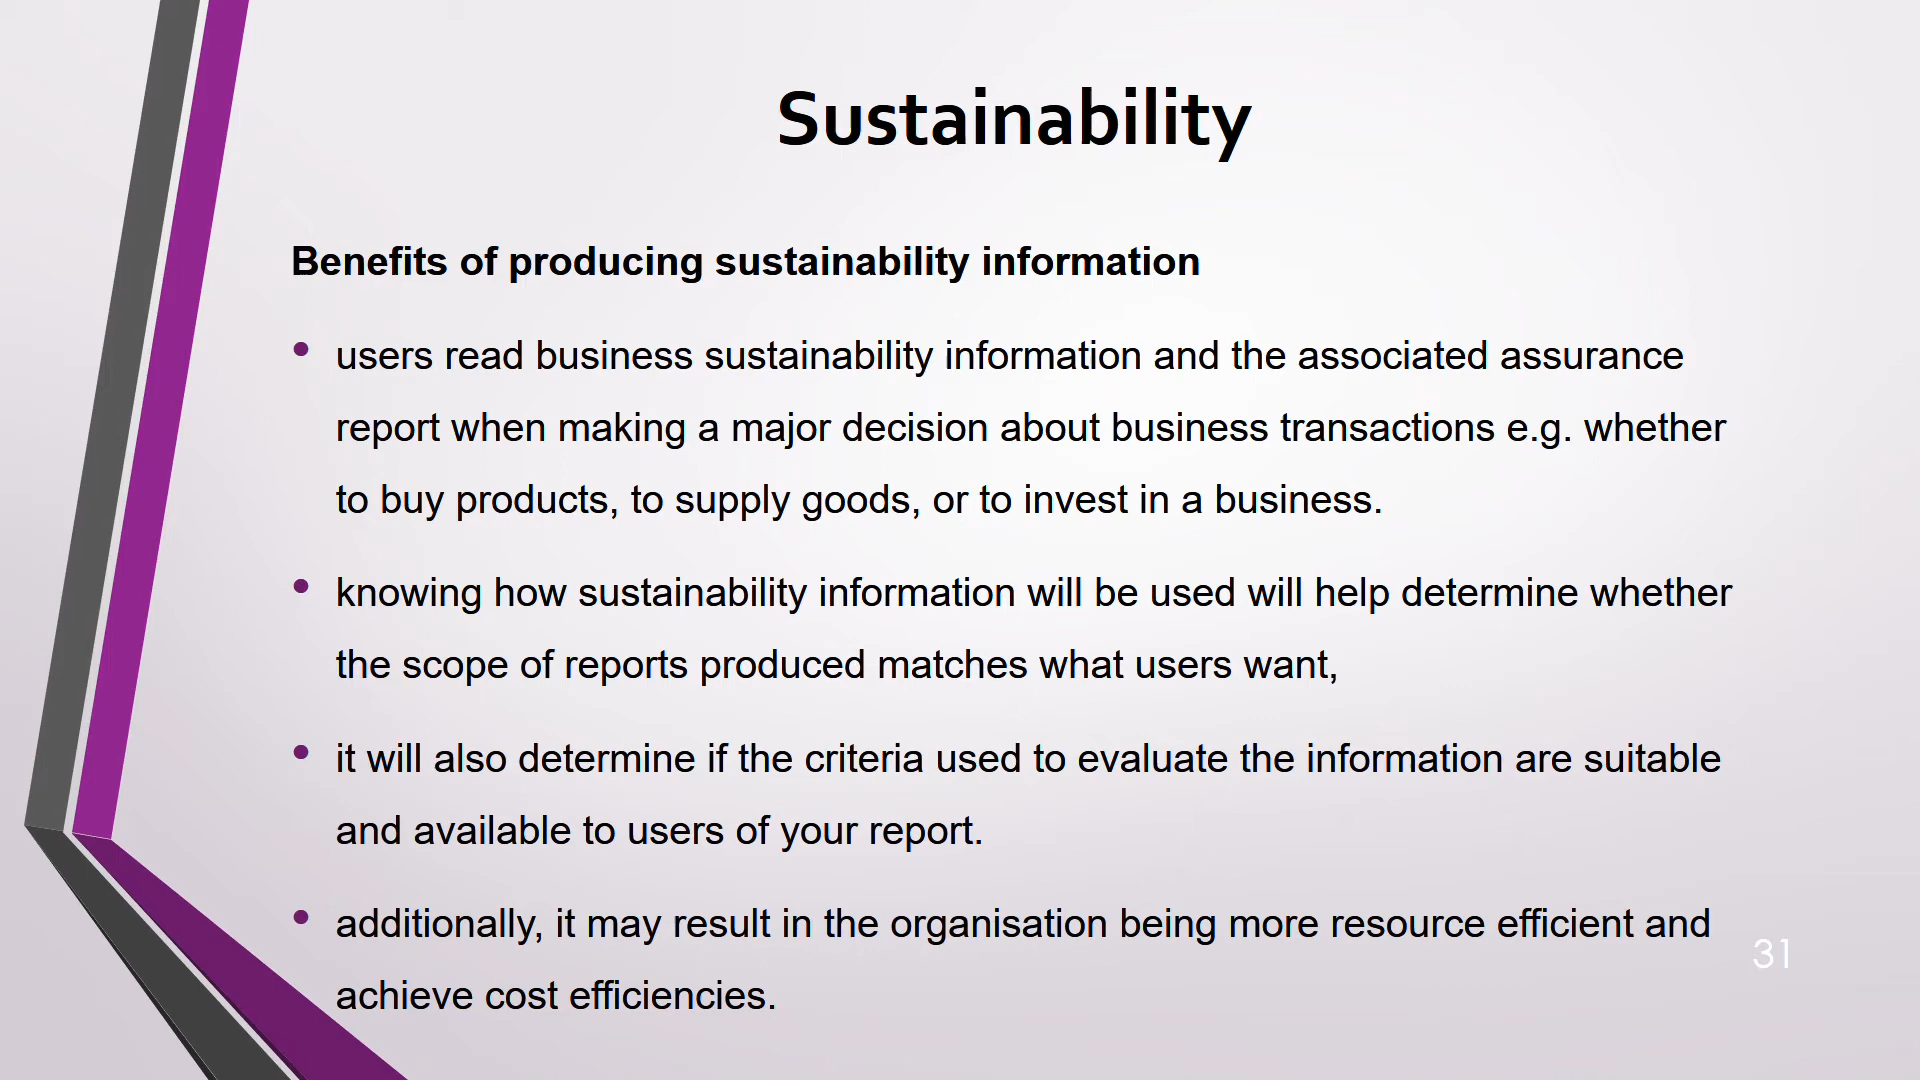 Sustainability
Benefits of producing sustainability information
• users read business sustainability information and the associated assurance
report when making a major decision about business transactions e.g. whether
to buy products, to supply goods, or to invest in a business.
• knowing how sustainability information will be used will help determine whether
the scope of reports produced matches what users want,
• it will also determine if the criteria used to evaluate the information are suitable
and available to users of your report.
• additionally, it may result in the organisation being more resource efficient and
achieve cost efficiencies.
31